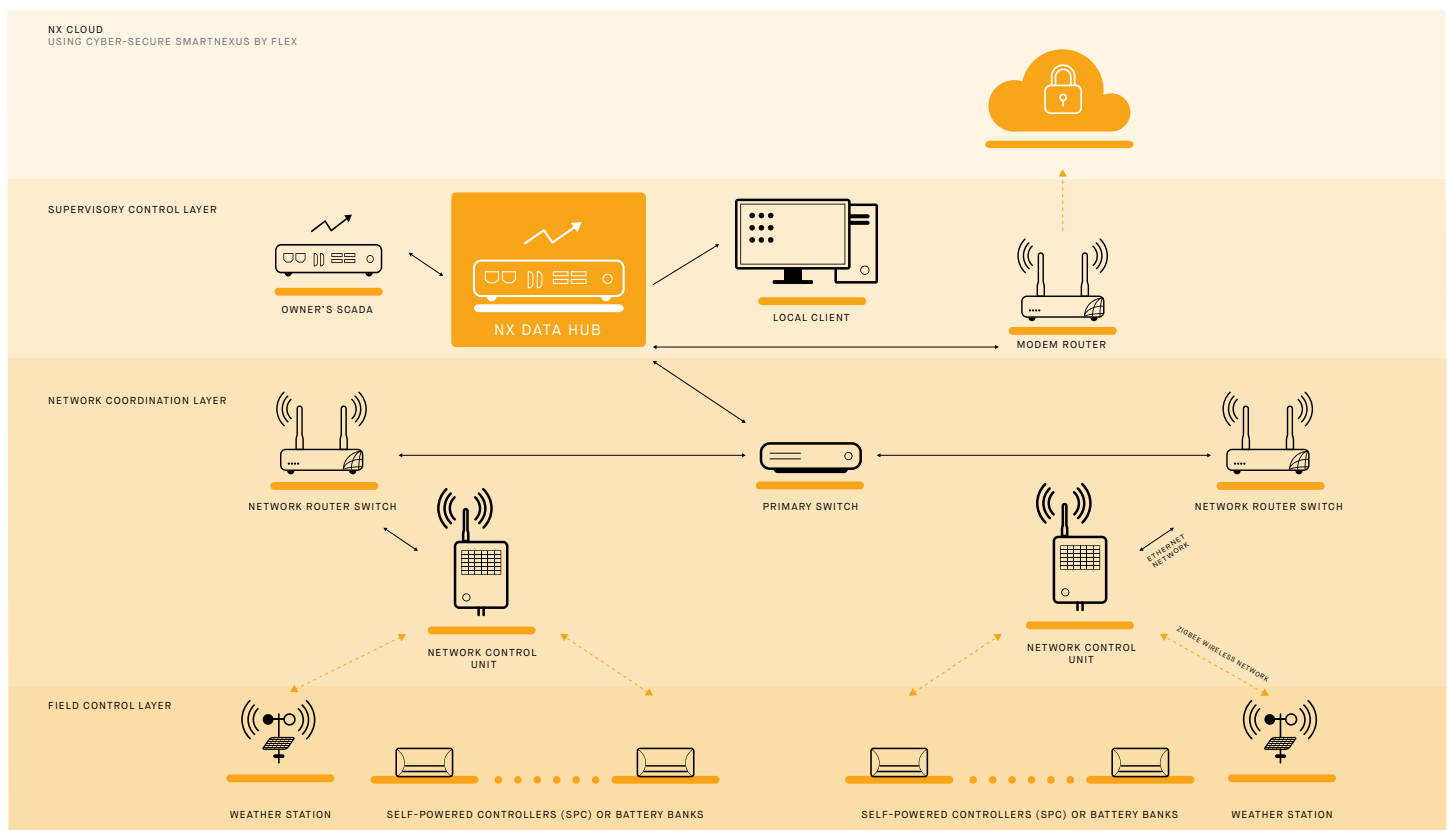 NX CLOUD
USING CYBER-SECURE SMARTNEXUS BY FLEX
SUPERVISORY CONTROL LAYER
OWNER'S SCADA
NX DATA HUB
LOCAL CLIENT
MODEM ROUTER
NETWORK COORDINATION LAYER
NETWORK ROUTER SWITCH
PRIMARY SWITCH
NETWORK ROUTER SWITCH
ETHERNET
NETWORK
NETWORK CONTROL
UNIT
NETWORK CONTROL
UNIT
ZIGBEE WIRELESS NETWORK
FIELD CONTROL LAYER
WEATHER STATION
SELF-POWERED CONTROLLERS (SPC) OR BATTERY BANKS
SELF-POWERED CONTROLLERS (SPC) OR BATTERY BANKS
WEATHER STATION